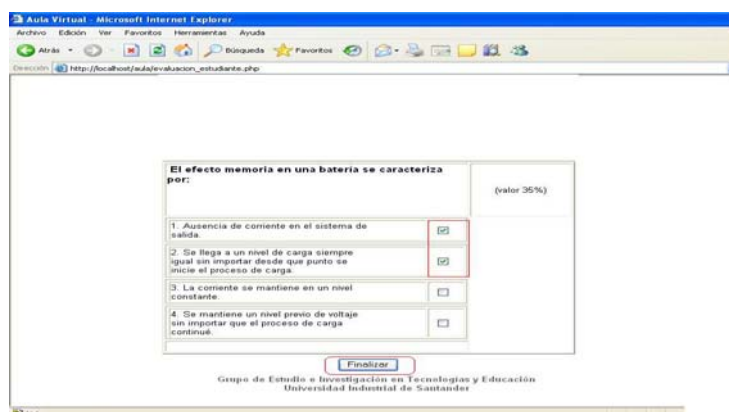 Aula Virtual - Microsoft Internet Explorer
Archivo Edición Ver Favoritos Herramientas Ayuda
Atrás Búsqueda Favoritos
Dirección http://localhost/aula/evaluacion_estudiante.php
El efecto memoria en una batería se caracteriza
por:
(valor 35%)
1. Ausencia de corriente en el sistema de
salida.
2. Se llega a un nivel de carga siempre
igual sin importar desde que punto se
inicie el proceso de carga.
3. La corriente se mantiene en un nivel
constante.
4. Se mantiene un nivel previo de voltaje
sin importar que el proceso de carga
continué.
Finalizar
Grupo de Estudio e Investigación en Tecnologías y Educación
Universidad Industrial de Santander